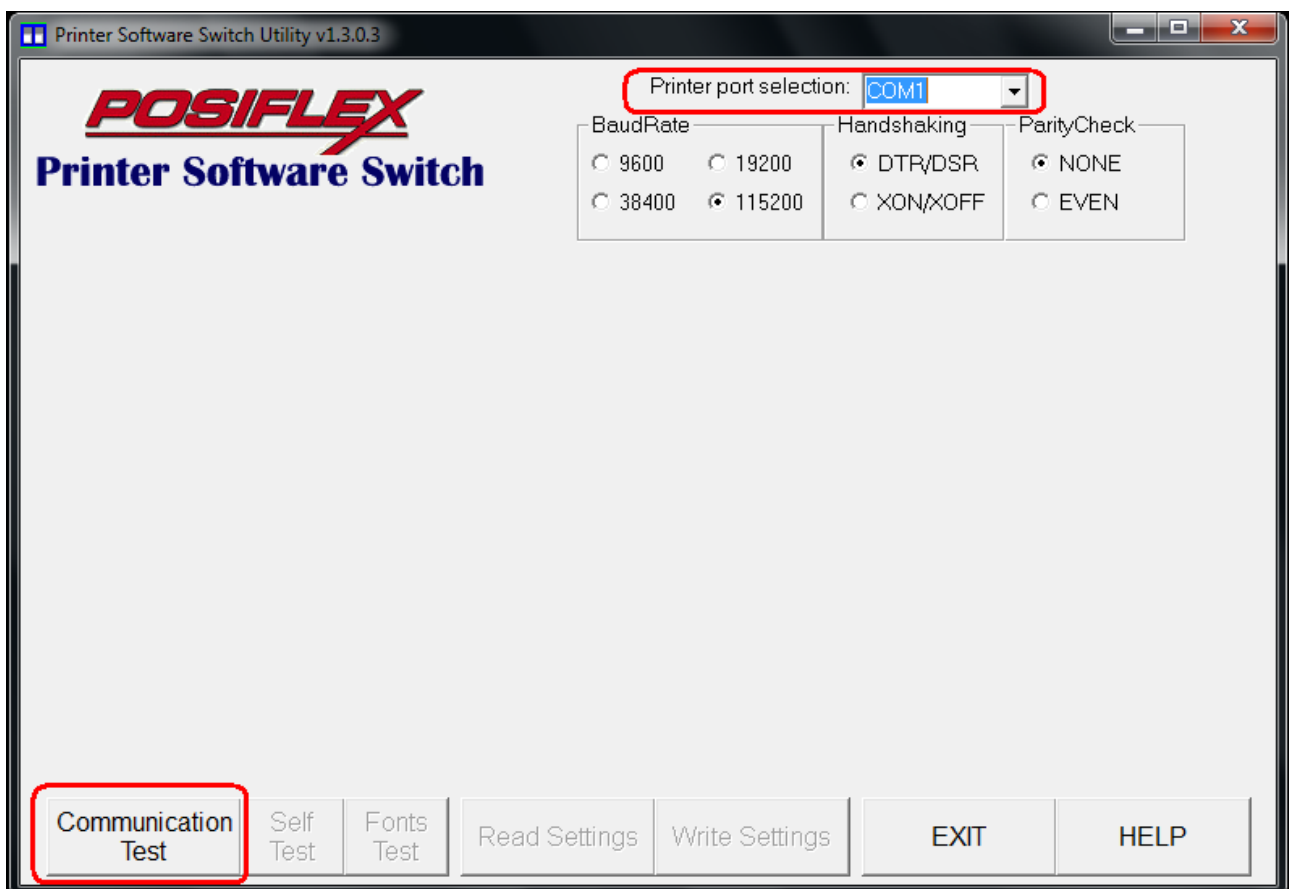 Printer Software Switch Utility v1.3.0.3
POSIFLEX
Printer Software Switch
Printer port selection: COM1
BaudRate
9600 19200
38400 115200
Handshaking
DTR/DSR
XON/XOFF
ParityCheck
NONE
EVEN
Communication
Test
Self
Test
Fonts
Test
Read Settings
Write Settings
EXIT
HELP